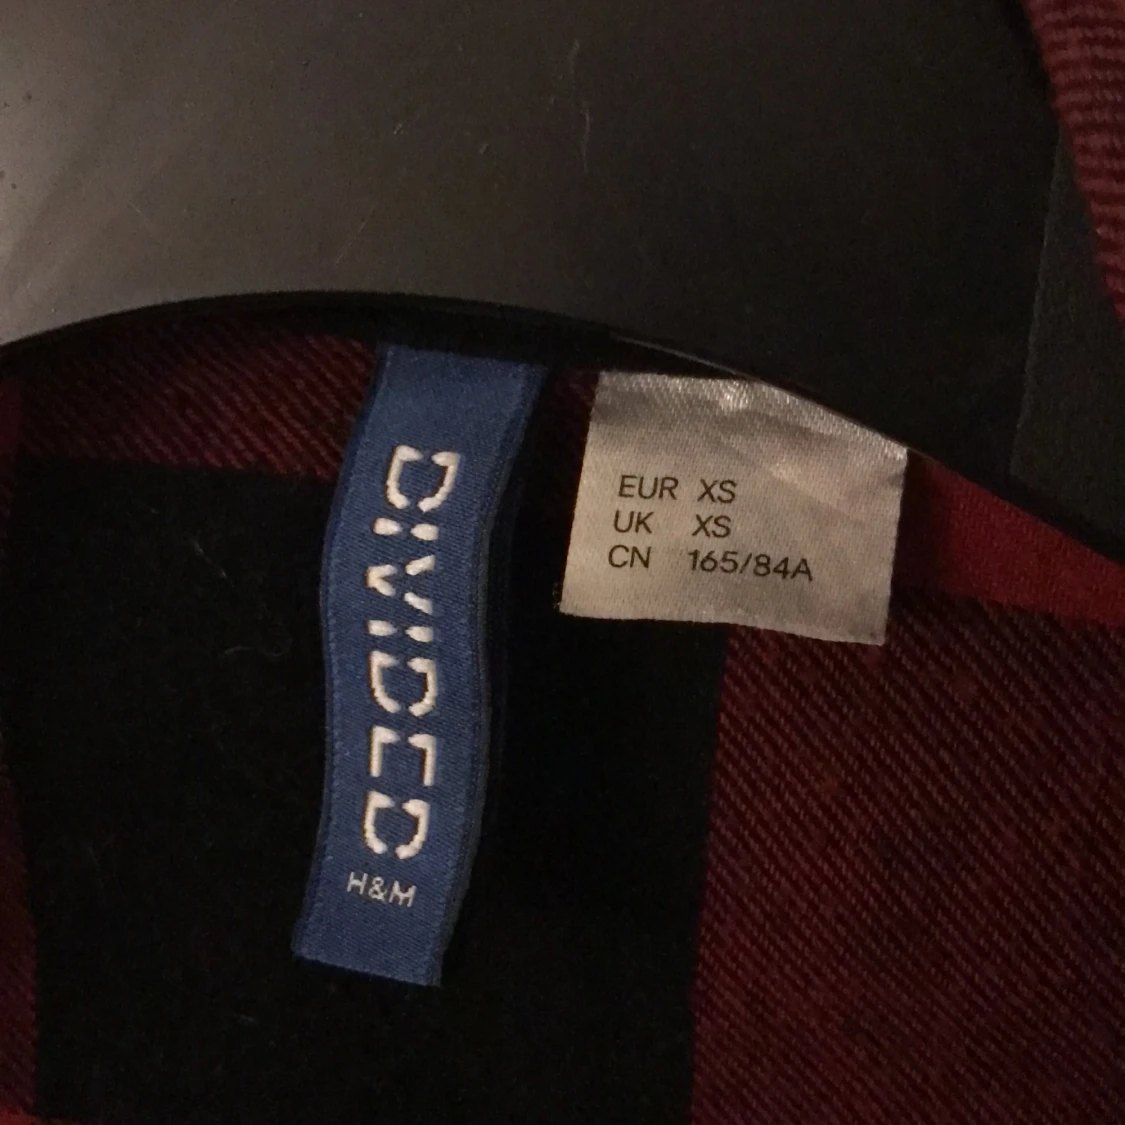 DIVIDED
H&M
EUR XS
UK XS
CN 165/84A